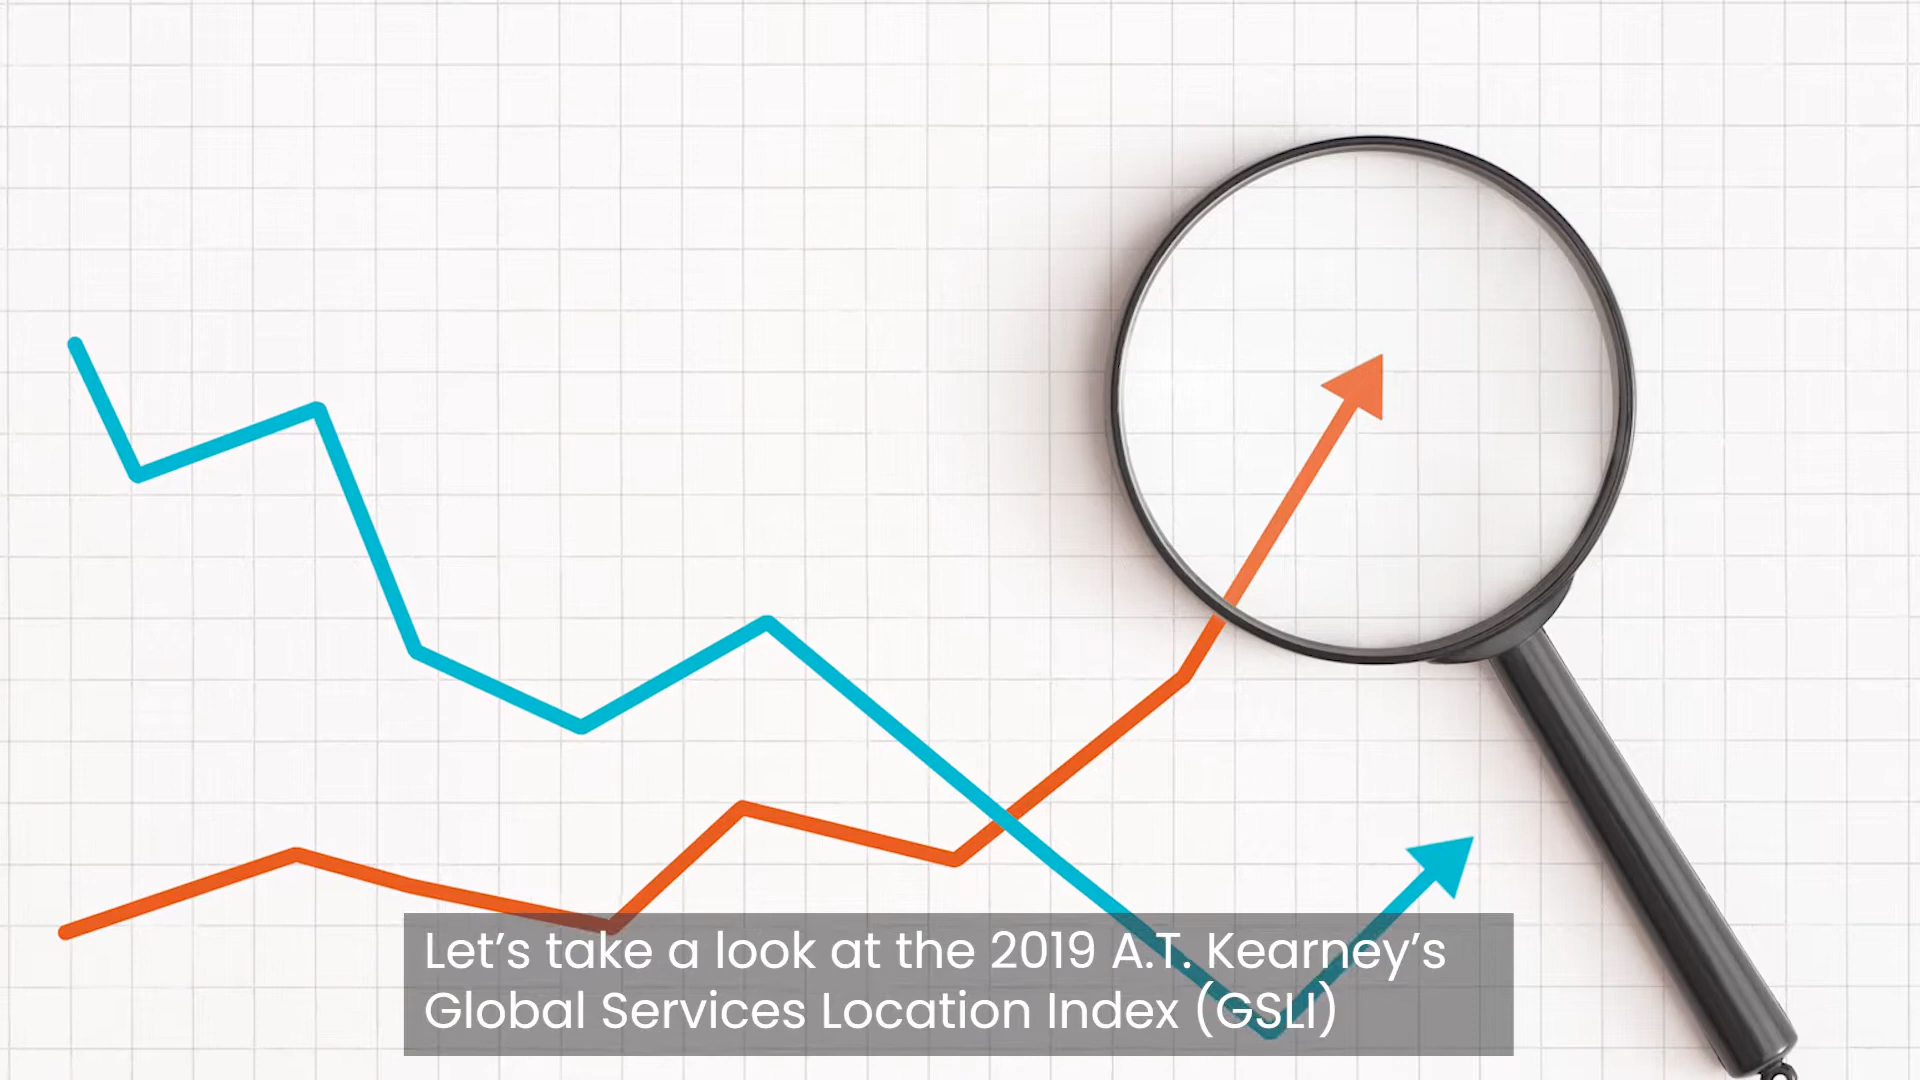 Let’s take a look at the 2019 A.T. Kearney’s
Global Services Location Index (GSLI)